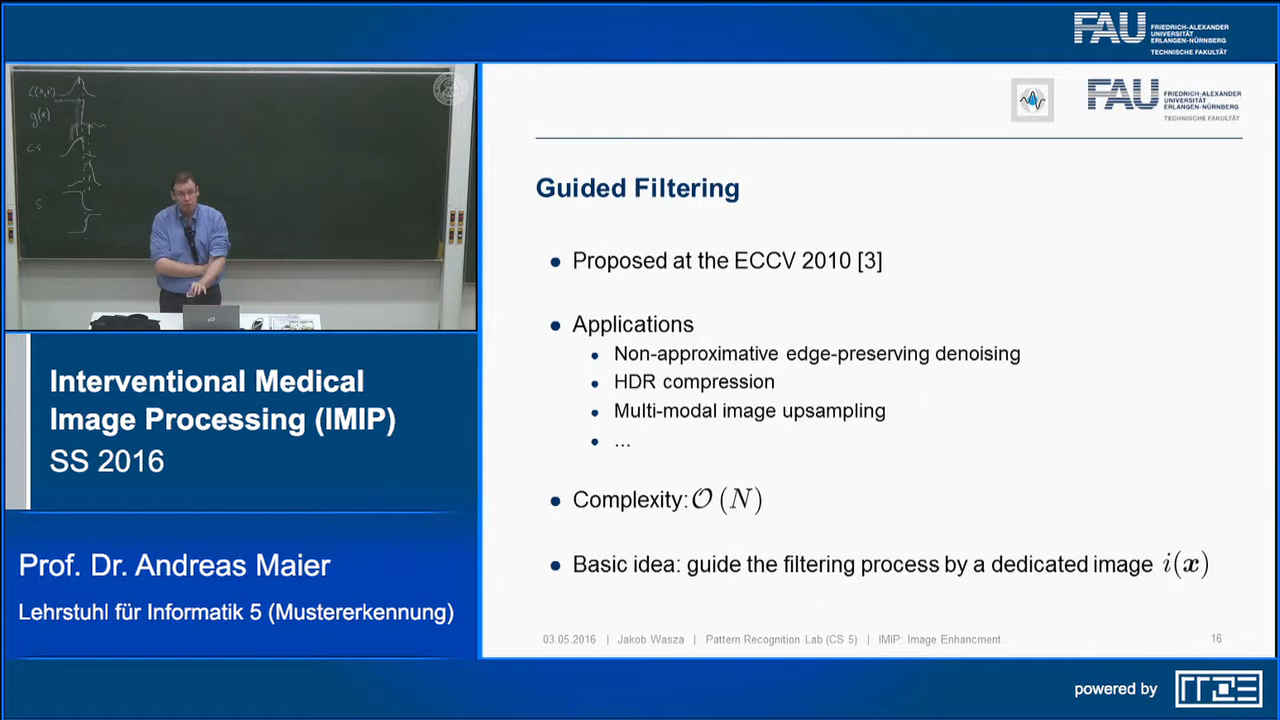 FAU
FRIEDRICH-ALEXANDER
UNIVERSITÄT
ERLANGEN-NÜRNBERG
TECHNISCHE FAKULTÄT
FAU
FRIEDRICH-ALEXANDER
UNIVERSITÄT
ERLANGEN-NÜRNBERG
TECHNISCHE FAKULTÄT
Guided Filtering
• Proposed at the ECCV 2010 [3]
• Applications
• Non-approximative edge-preserving denoising
• HDR compression
• Multi-modal image upsampling
• ...
• Complexity: 𝒪 (N)
• Basic idea: guide the filtering process by a dedicated image i(x)
03.05.2016 | Jakob Wasza | Pattern Recognition Lab (CS 5) | IMIP: Image Enhancment
16
Interventional Medical
Image Processing (IMIP)
SS 2016
Prof. Dr. Andreas Maier
Lehrstuhl für Informatik 5 (Mustererkennung)
powered by